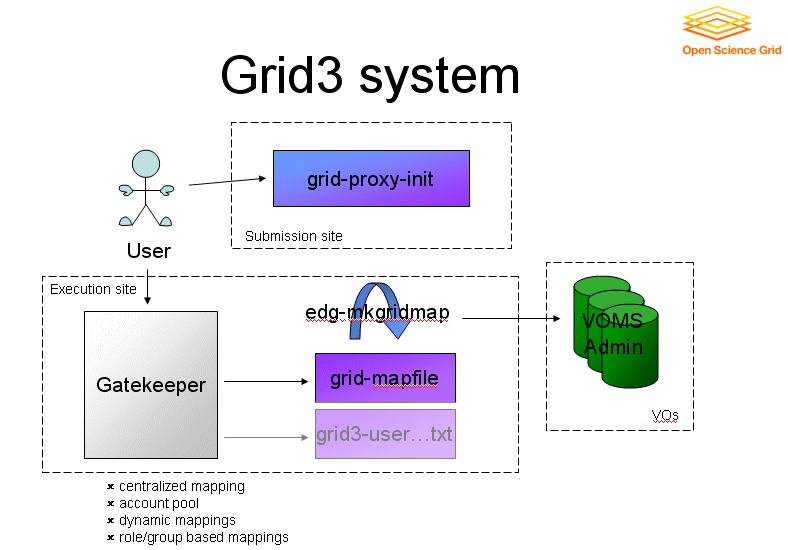 Open Science Grid
Grid3 system
grid-proxy-init
Submission site
User
Execution site
edg-mkgridmap
VOMS
Admin
Gatekeeper
grid-mapfile
VOs
grid3-user…txt
centralized mapping
account pool
dynamic mappings
role/group based mappings